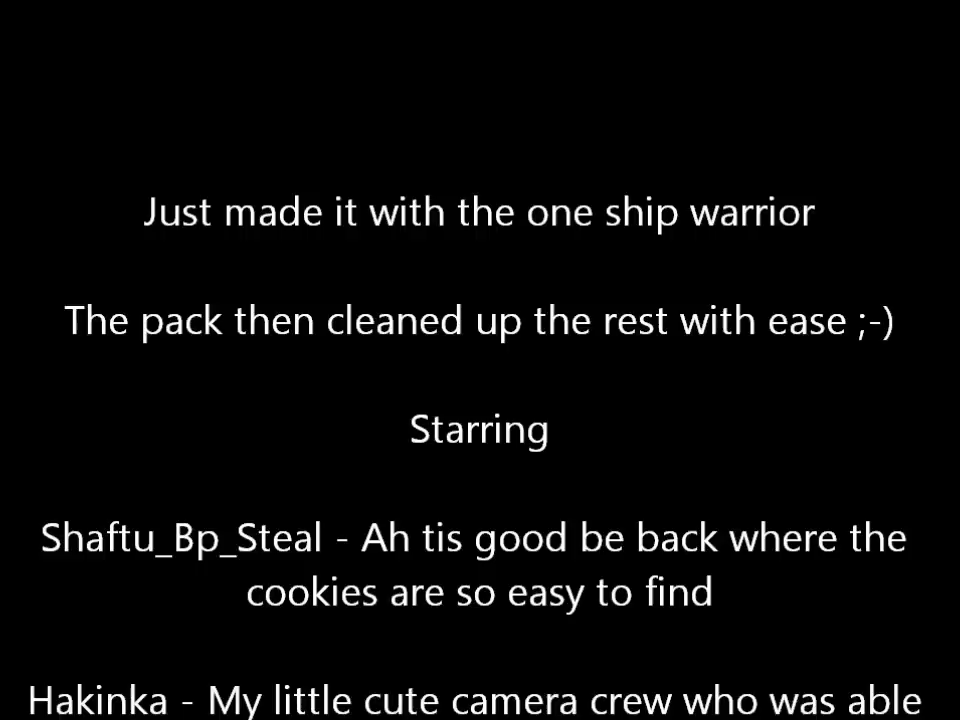 Just made it with the one ship warrior
The pack then cleaned up the rest with ease ;-)
Starring
Shaftu_Bp_Steal - Ah tis good be back where the
cookies are so easy to find
Hakinka - My little cute camera crew who was able